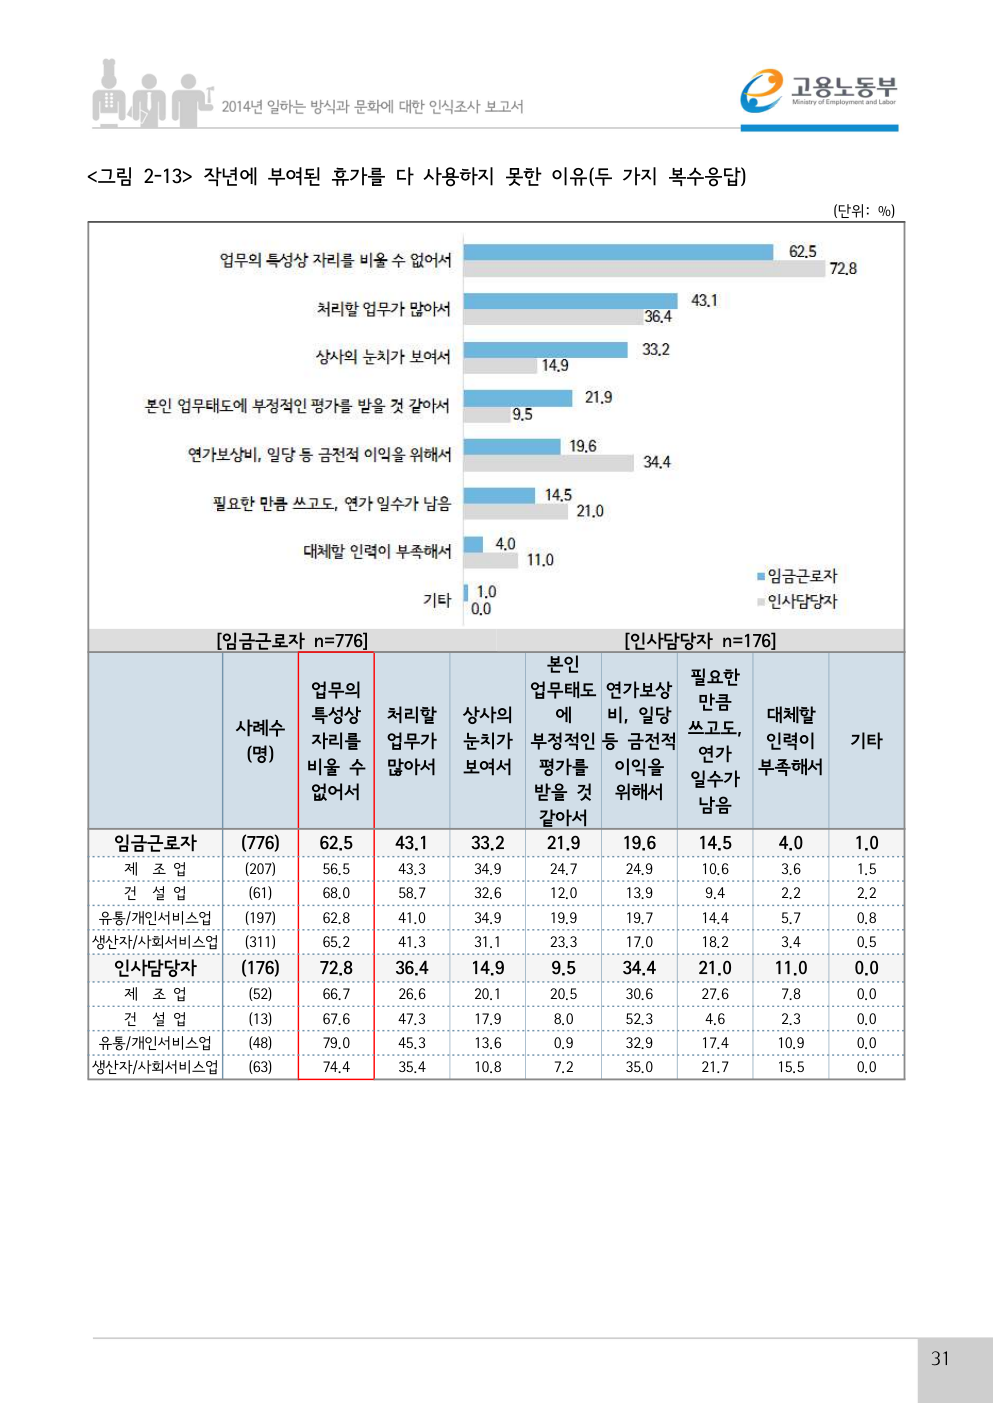 2014년 일하는 방식과 문화에 대한 인식조사 보고서
고용노동부
Ministry of Employment and Labor
<그림 2-13> 작년에 부여된 휴가를 다 사용하지 못한 이유(두 가지 복수응답)
(단위: %)
업무의 특성상 자리를 비울 수 없어서 62.5
72.8
처리할 업무가 많아서 43.1
36.4
상사의 눈치가 보여서 33.2
14.9
본인 업무태도에 부정적인 평가를 받을 것 같아서 21.9
9.5
연가보상비, 일당 등 금전적 이익을 위해서 19.6
34.4
필요한 만큼 쓰고도, 연가 일수가 남음 14.5
21.0
대체할 인력이 부족해서 4.0
11.0
기타 1.0
0.0
임금근로자
인사담당자
[임금근로자 n=776] [인사담당자 n=176]
사례수
(명)
업무의
특성상
자리를
비울 수
없어서
처리할
업무가
많아서
상사의
눈치가
보여서
본인
업무태도
에
부정적인
평가를
받을 것
같아서
연가보상
비, 일당
등 금전적
이익을
위해서
필요한
만큼
쓰고도,
연가
일수가
남음
대체할
인력이
부족해서
기타
임금근로자 (776) 62.5 43.1 33.2 21.9 19.6 14.5 4.0 1.0
제 조 업 (207) 56.5 43.3 34.9 24.7 24.9 10.6 3.6 1.5
건 설 업 (61) 68.0 58.7 32.6 12.0 13.9 9.4 2.2 2.2
유통/개인서비스업 (197) 62.8 41.0 34.9 19.9 19.7 14.4 5.7 0.8
생산자/사회서비스업 (311) 65.2 41.3 31.1 23.3 17.0 18.2 3.4 0.5
인사담당자 (176) 72.8 36.4 14.9 9.5 34.4 21.0 11.0 0.0
제 조 업 (52) 66.7 26.6 20.1 20.5 30.6 27.6 7.8 0.0
건 설 업 (13) 67.6 47.3 17.9 8.0 52.3 4.6 2.3 0.0
유통/개인서비스업 (48) 79.0 45.3 13.6 0.9 32.9 17.4 10.9 0.0
생산자/사회서비스업 (63) 74.4 35.4 10.8 7.2 35.0 21.7 15.5 0.0
31